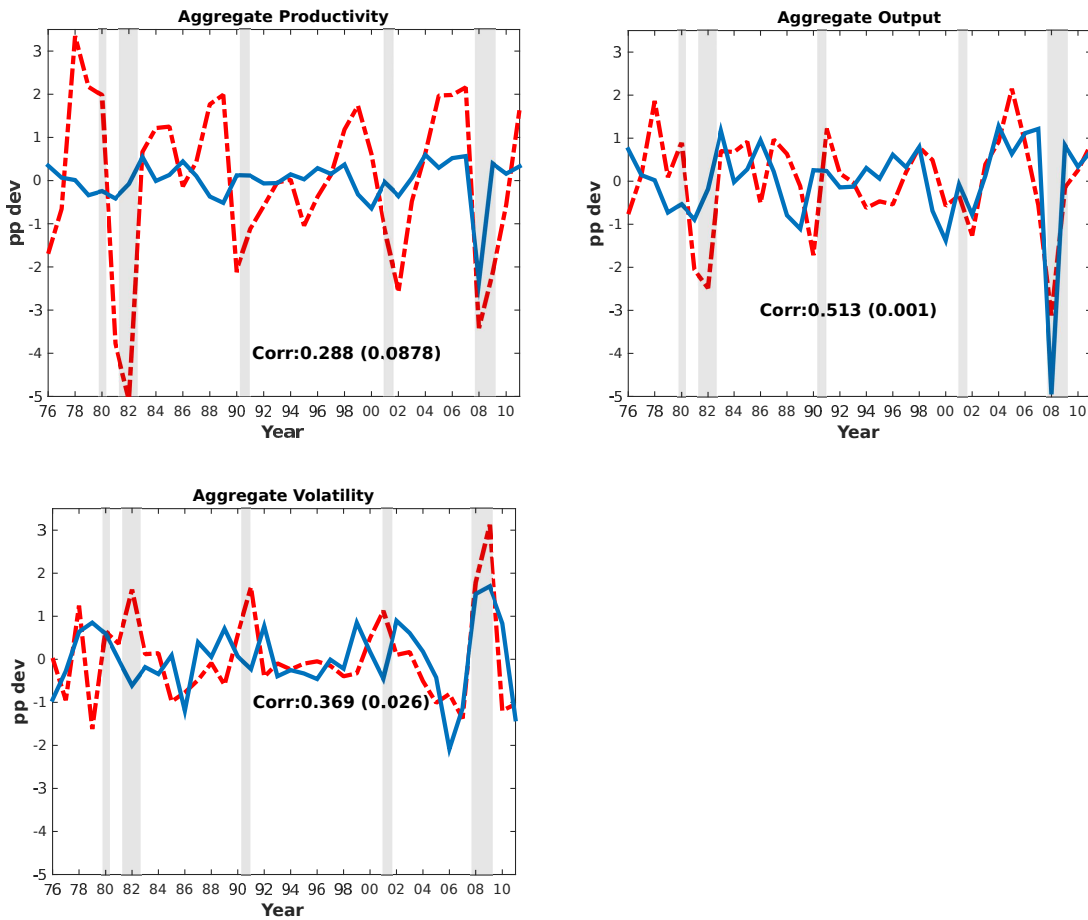 Aggregate Productivity
3
2
1
0
-1
-2
-3
-4
-5
pp dev
Corr:0.288 (0.0878)
76 78 80 82 84 86 88 90 92 94 96 98 00 02 04 06 08 10
Year
Aggregate Output
3
2
1
0
-1
-2
-3
-4
-5
pp dev
Corr:0.513 (0.001)
76 78 80 82 84 86 88 90 92 94 96 98 00 02 04 06 08 10
Year
Aggregate Volatility
3
2
1
0
-1
-2
-3
-4
-5
pp dev
Corr:0.369 (0.026)
76 78 80 82 84 86 88 90 92 94 96 98 00 02 04 06 08 10
Year